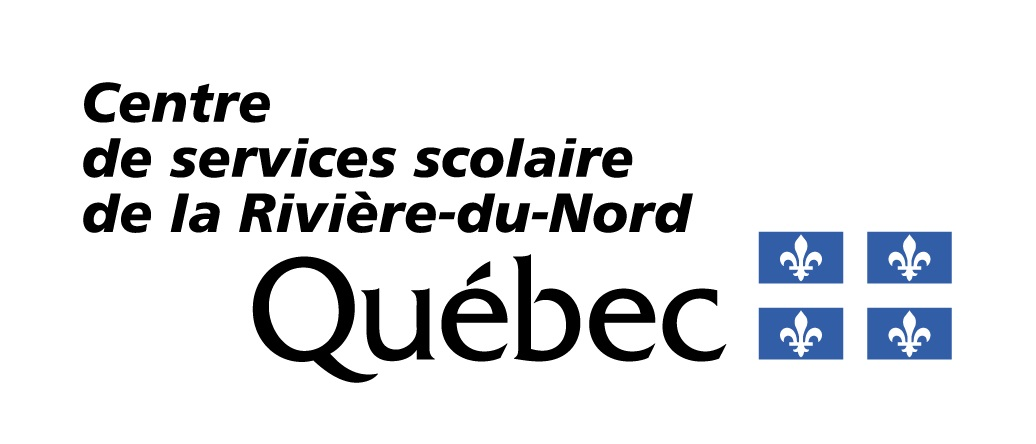 Centre
de services scolaire
de la Rivière-du-Nord
Québec